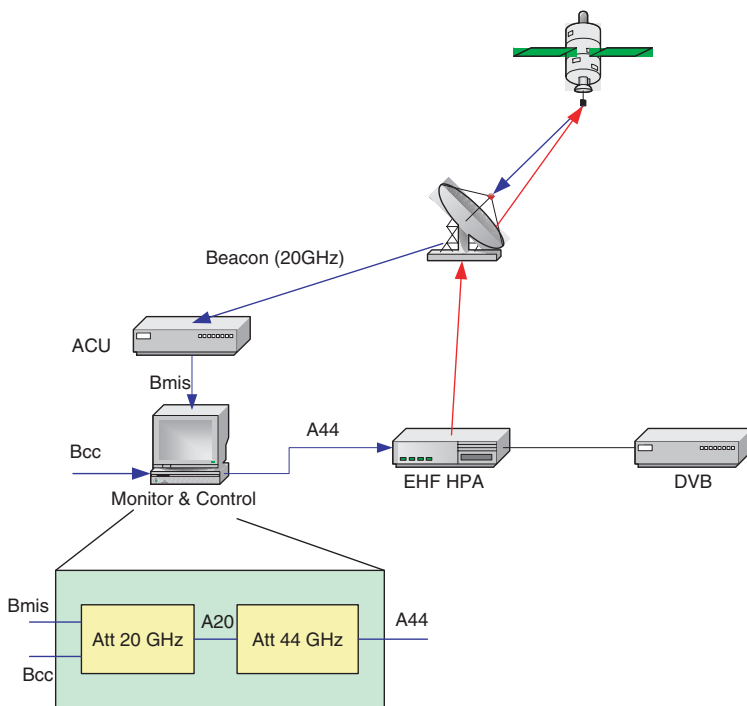 Beacon (20GHz)
ACU
Bmis
Bcc
A44
Monitor & Control
EHF HPA
DVB
Bmis
Att 20 GHz
A20
Att 44 GHz
A44
Bcc